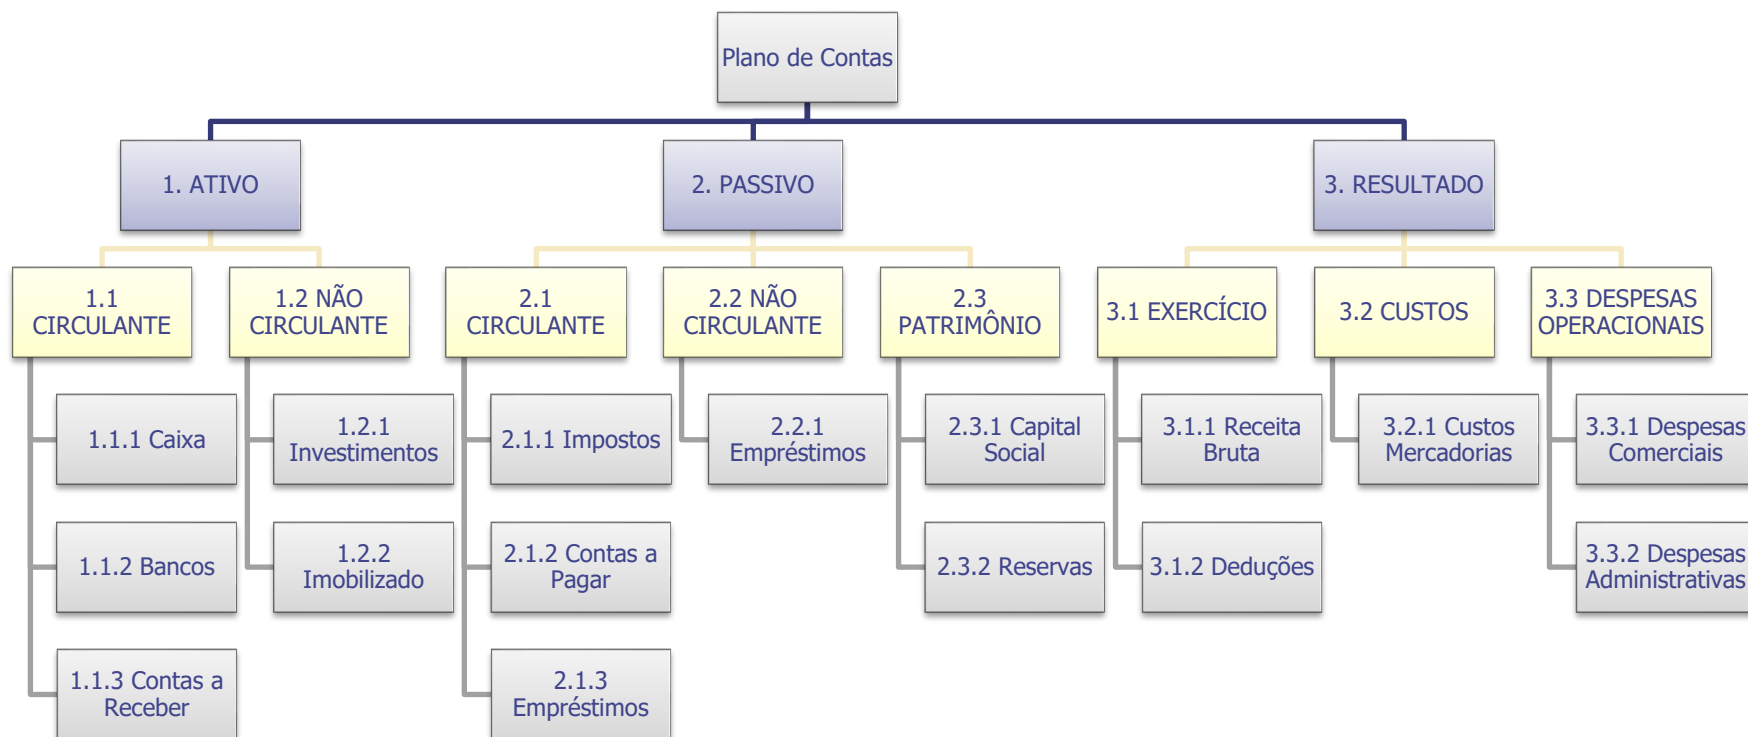 Plano de Contas
1. ATIVO
2. PASSIVO
3. RESULTADO
1.1
CIRCULANTE
1.2 NÃO
CIRCULANTE
2.1
CIRCULANTE
2.2 NÃO
CIRCULANTE
2.3
PATRIMÔNIO
3.1 EXERCÍCIO
3.2 CUSTOS
3.3 DESPESAS
OPERACIONAIS
1.1.1 Caixa
1.2.1
Investimentos
2.1.1 Impostos
2.2.1
Empréstimos
2.3.1 Capital
Social
3.1.1 Receita
Bruta
3.2.1 Custos
Mercadorias
3.3.1 Despesas
Comerciais
1.1.2 Bancos
1.2.2
Imobilizado
2.1.2 Contas a
Pagar
2.3.2 Reservas
3.1.2 Deduções
3.3.2 Despesas
Administrativas
1.1.3 Contas a
Receber
2.1.3
Empréstimos